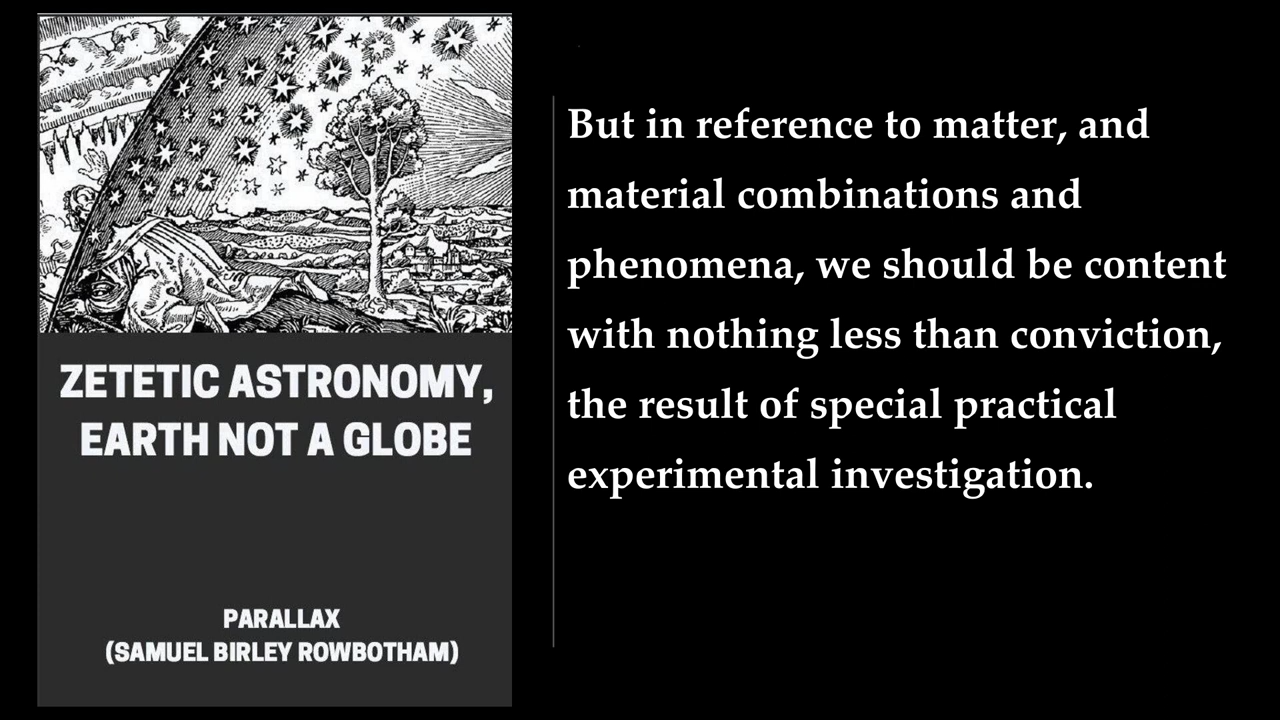 ZETETIC ASTRONOMY,
EARTH NOT A GLOBE
PARALLAX
(SAMUEL BIRLEY ROWBOTHAM)
But in reference to matter, and
material combinations and
phenomena, we should be content
with nothing less than conviction,
the result of special practical
experimental investigation.